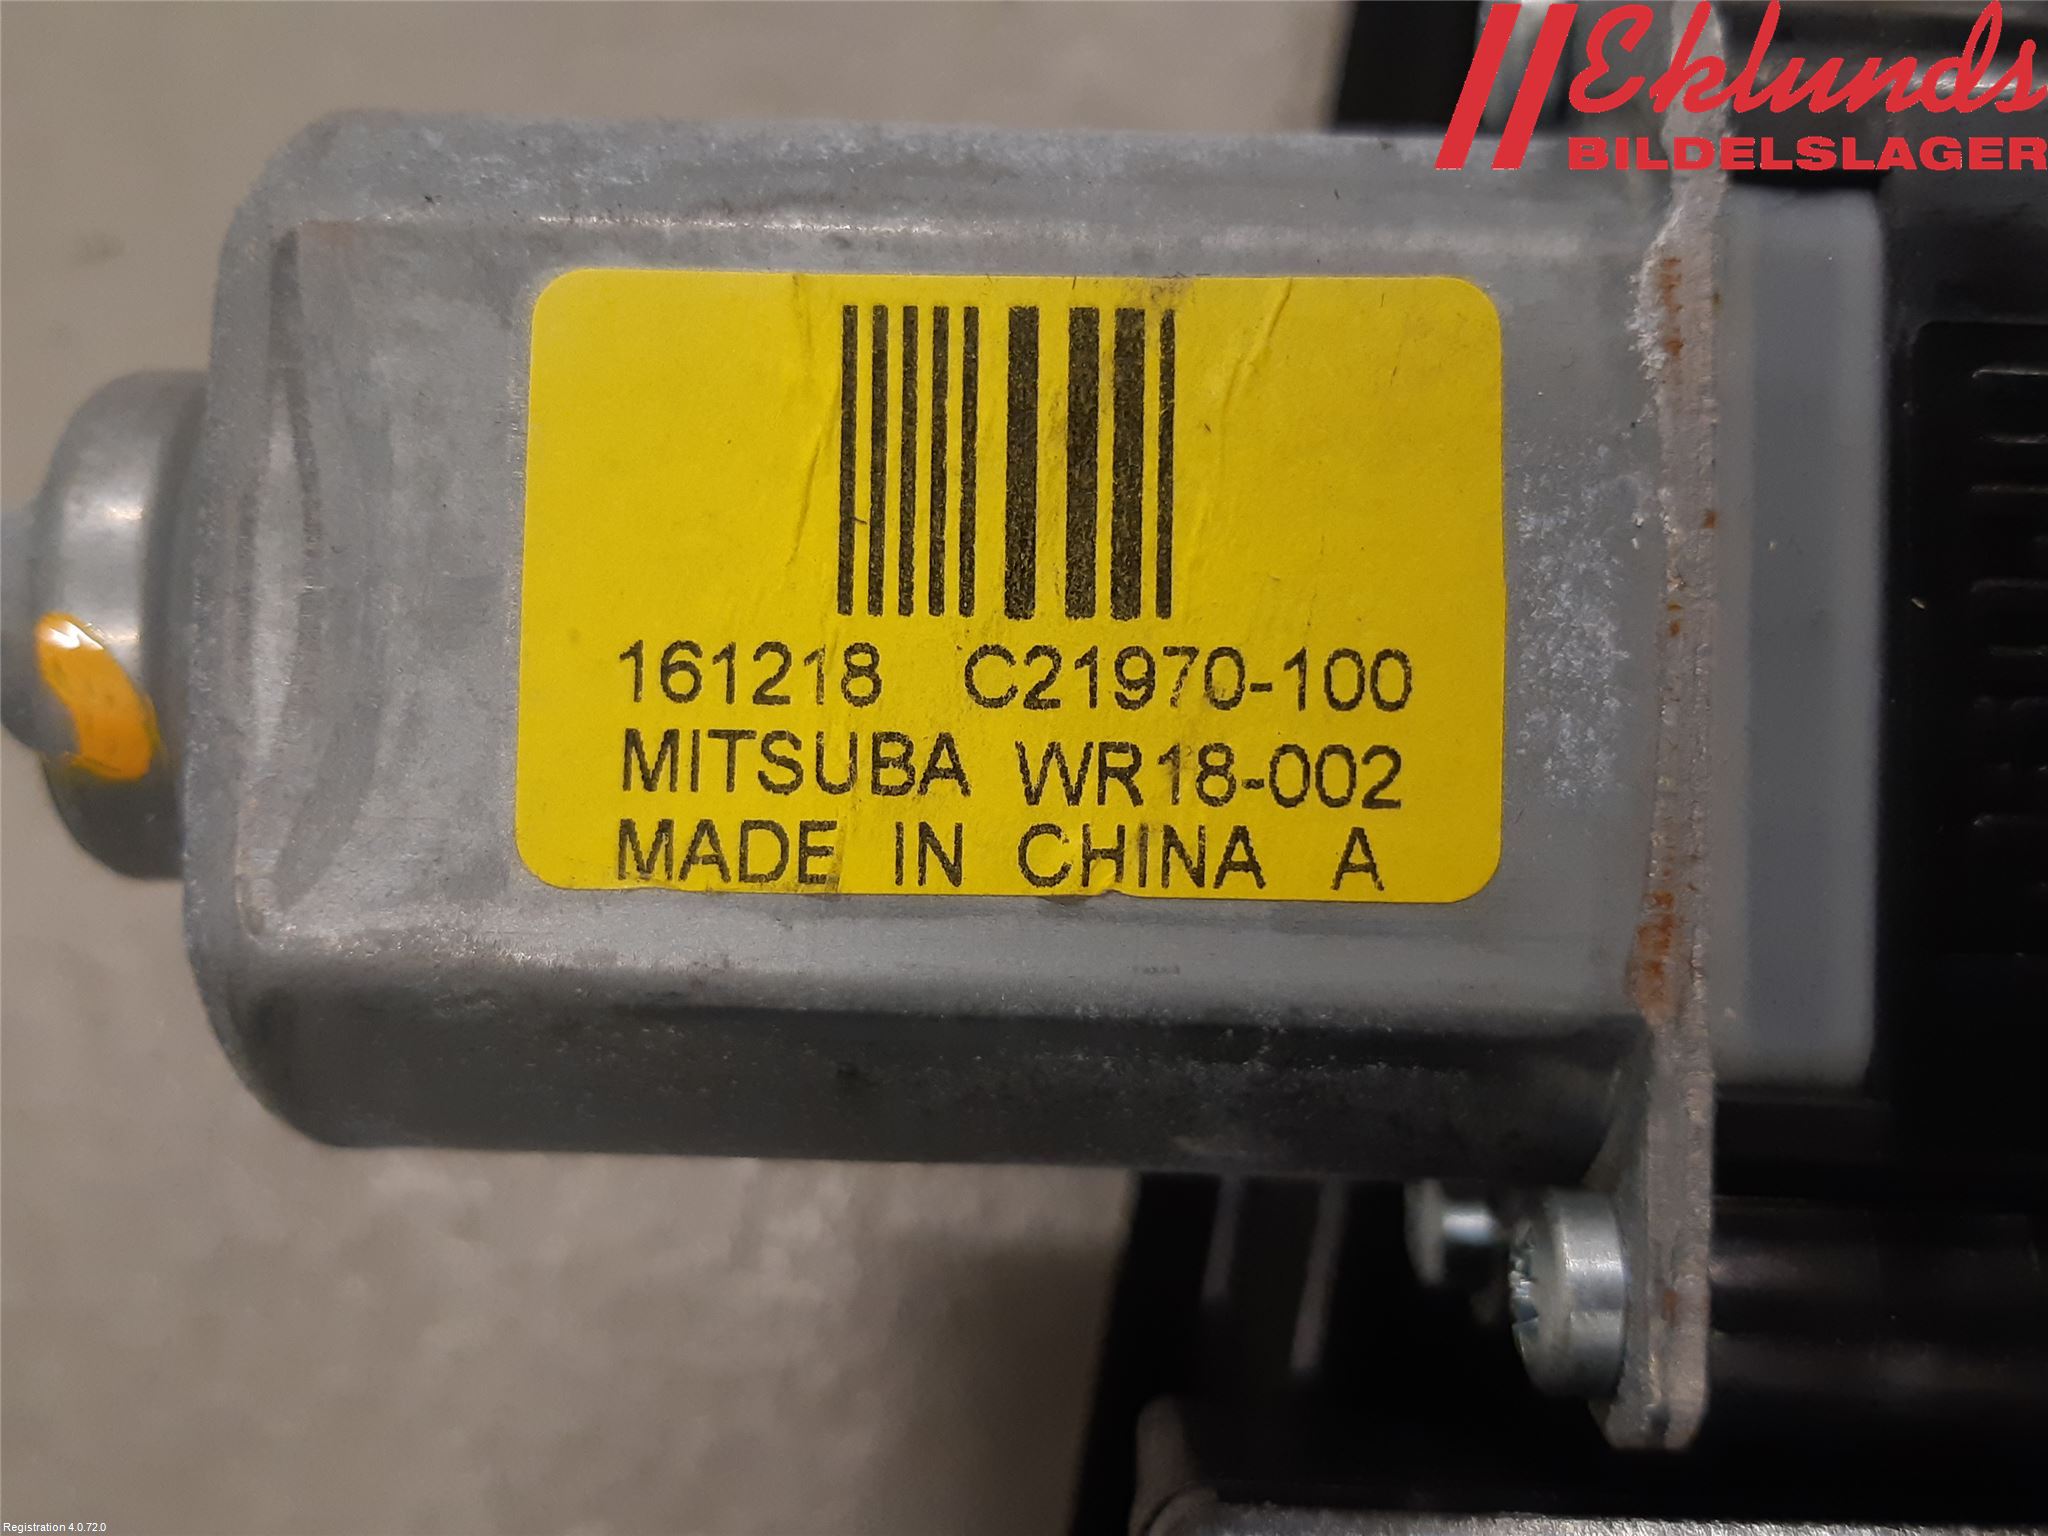 Eklunds
BILDELSLAGER
161218 C21970-100
MITSUBA WR18-002
MADE IN CHINA A
Registration 4.0.72.0